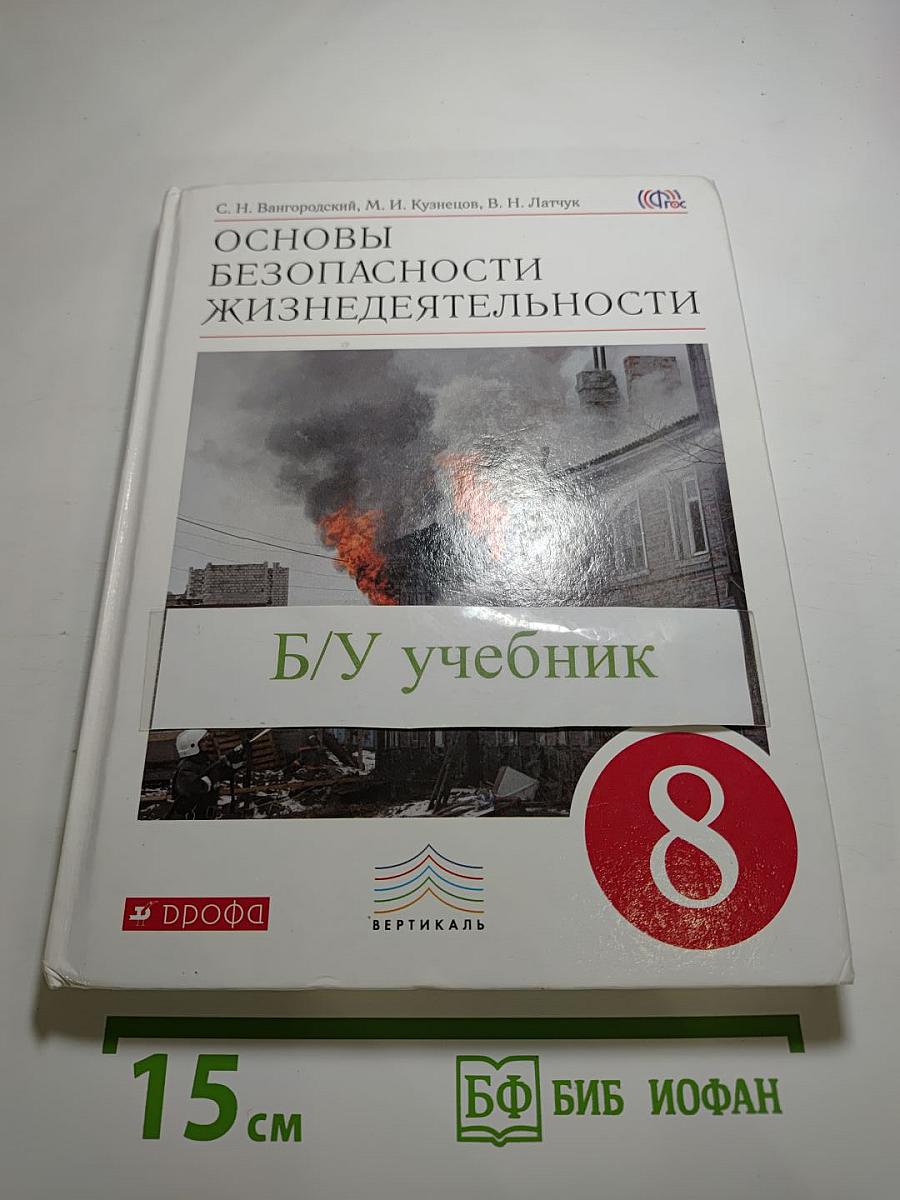 С. Н. Вангородский, М. И. Кузнецов, В. Н. Латчук
ФГОС
ОСНОВЫ
БЕЗОПАСНОСТИ
ЖИЗНЕДЕЯТЕЛЬНОСТИ
Б/У учебник
8
ДРОФА
ВЕРТИКАЛЬ
15 см
БФ БИБ ИОФАН